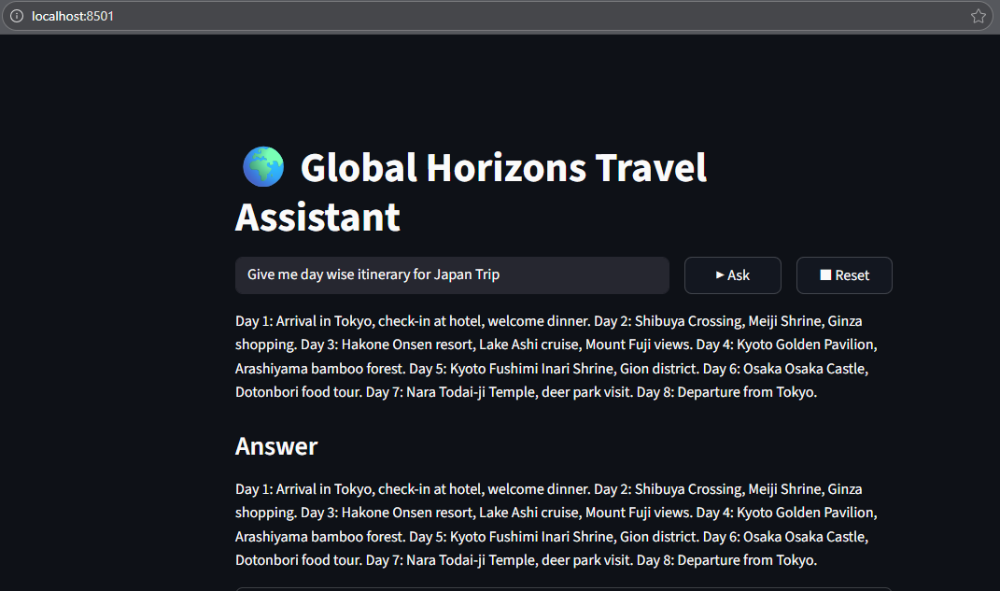 localhost:8501
Global Horizons Travel
Assistant
Give me day wise itinerary for Japan Trip
Ask
Reset
Day 1: Arrival in Tokyo, check-in at hotel, welcome dinner. Day 2: Shibuya Crossing, Meiji Shrine, Ginza
shopping. Day 3: Hakone Onsen resort, Lake Ashi cruise, Mount Fuji views. Day 4: Kyoto Golden Pavilion,
Arashiyama bamboo forest. Day 5: Kyoto Fushimi Inari Shrine, Gion district. Day 6: Osaka Osaka Castle,
Dotonbori food tour. Day 7: Nara Todai-ji Temple, deer park visit. Day 8: Departure from Tokyo.
Answer
Day 1: Arrival in Tokyo, check-in at hotel, welcome dinner. Day 2: Shibuya Crossing, Meiji Shrine, Ginza
shopping. Day 3: Hakone Onsen resort, Lake Ashi cruise, Mount Fuji views. Day 4: Kyoto Golden Pavilion,
Arashiyama bamboo forest. Day 5: Kyoto Fushimi Inari Shrine, Gion district. Day 6: Osaka Osaka Castle,
Dotonbori food tour. Day 7: Nara Todai-ji Temple, deer park visit. Day 8: Departure from Tokyo.